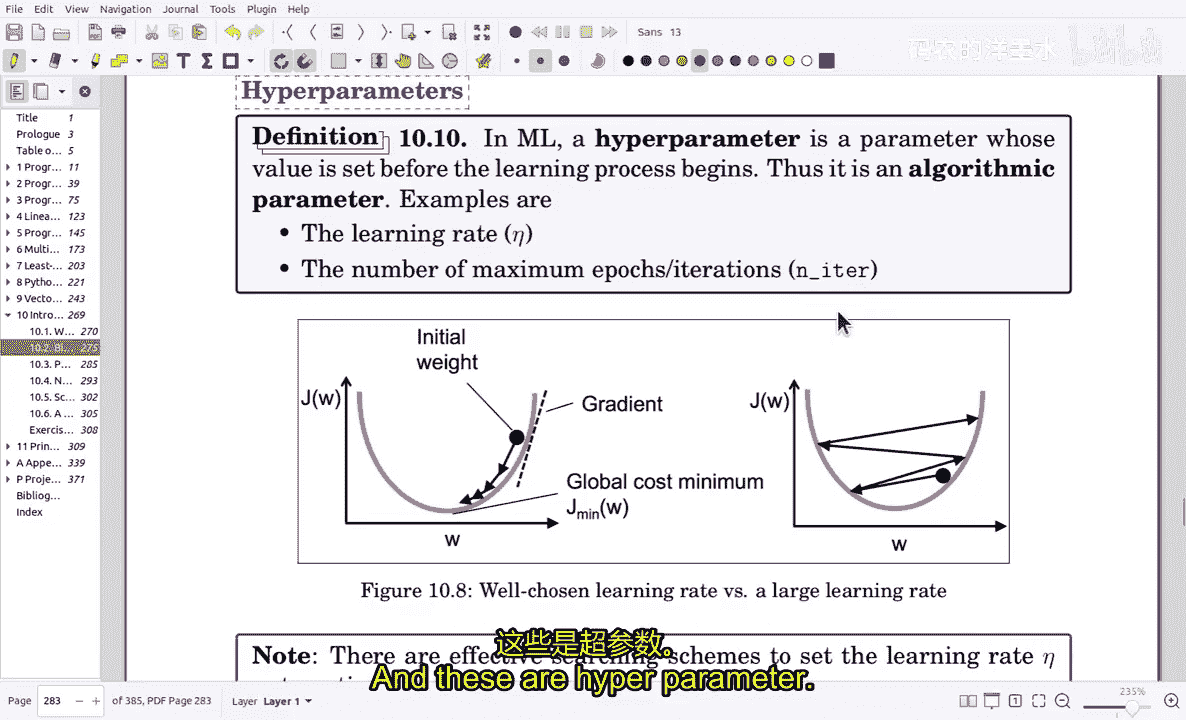 File Edit View Navigation Journal Tools Plugin Help
Sans 13
Title 1
Prologue 3
Table o... 5
1 Progr... 11
2 Progr... 39
3 Progr... 75
4 Linea... 123
5 Progr... 145
6 Multi... 173
7 Least-... 203
8 Pytho... 221
9 Vecto... 243
10 Intro... 269
10.1. W... 270
275
10.3. P... 285
10.4. N... 293
10.5. Sc... 302
10.6. A ... 305
Exercis... 308
11 Prin... 309
A Appe... 339
P Proje... 371
Bibliog...
Index
Hyperparameters
Definition 10.10. In ML, a hyperparameter is a parameter whose
value is set before the learning process begins. Thus it is an algorithmic
parameter. Examples are
• The learning rate (η)
• The number of maximum epochs/iterations (n_iter)
Initial
weight
J(w)
Gradient
Global cost minimum
Jmin(w)
w
J(w)
w
Figure 10.8: Well-chosen learning rate vs. a large learning rate
Note: There are effective searching schemes to set the learning rate η
这些是超参数。
And these are hyper parameter.
Page 283 of 385, PDF Page 283 Layer Layer 1 235%